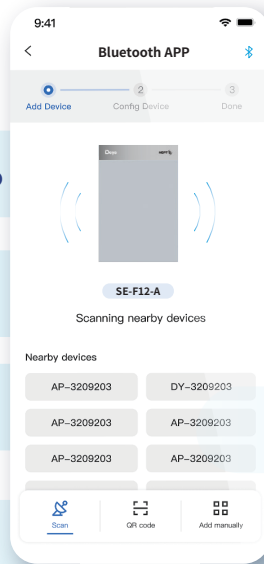 9:41
Bluetooth APP
2
3
Add Device
Config Device
Done
Deye
SE-F12-A
Scanning nearby devices
Nearby devices
AP-3209203
DY-3209203
AP-3209203
AP-3209203
AP-3209203
AP-3209203
Scan
QR code
Add manually